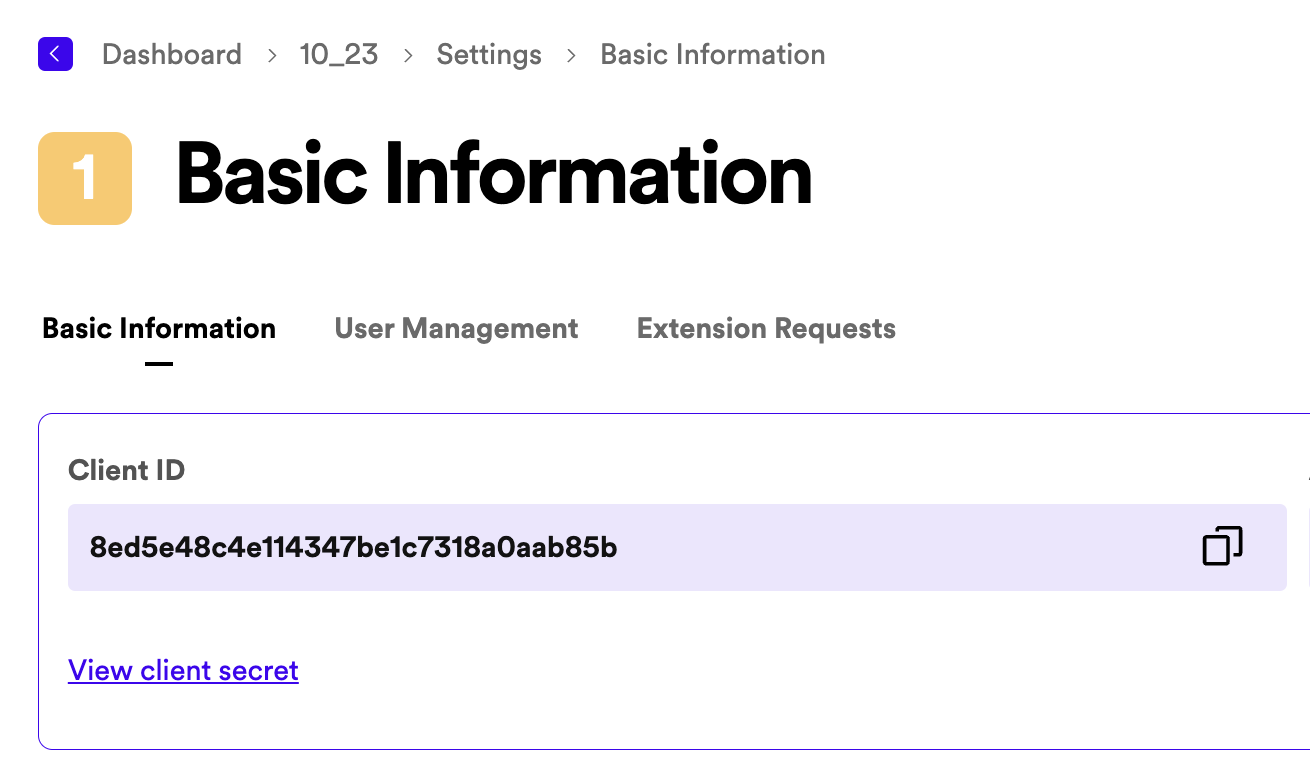 Dashboard > 10_23 > Settings > Basic Information
1 Basic Information
Basic Information User Management Extension Requests
Client ID
8ed5e48c4e114347be1c7318a0aab85b
View client secret